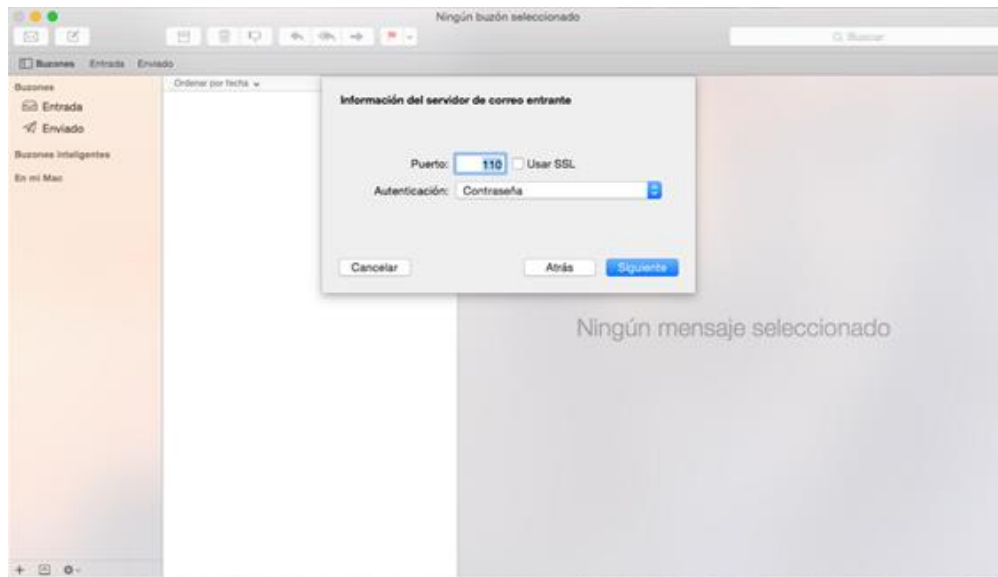 Ningún buzón seleccionado
Buscar
Buzones Entrada Enviado
Buzones
Entrada
Enviado
Buzones inteligentes
En mi Mac
Ordenar por fecha
Información del servidor de correo entrante
Puerto: 110 Usar SSL
Autenticación: Contraseña
Cancelar Atrás Siguiente
Ningún mensaje seleccionado